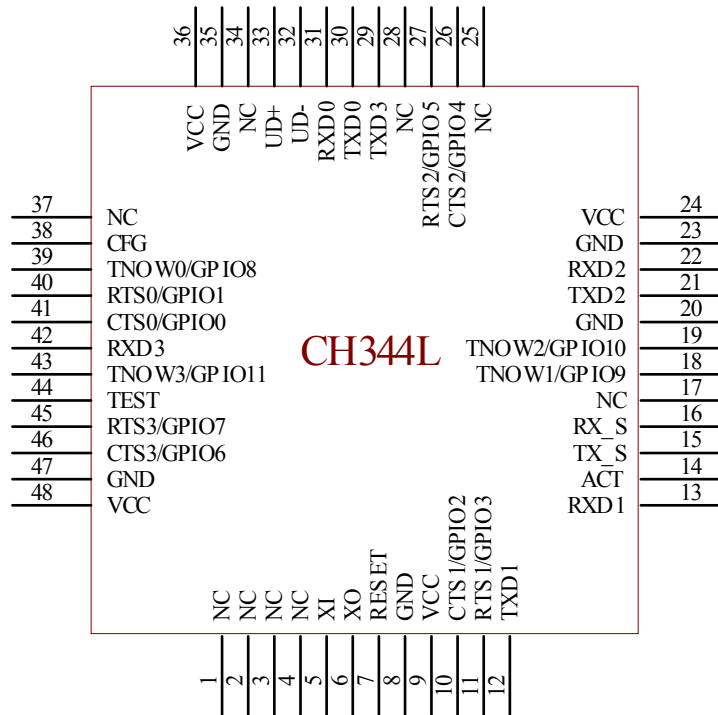 36 35 34 33 32 31 30 29 28 27 26 25
VCC
GND
NC
UD+
UD-
RXD0
TXD0
TXD3
NC
RTS2/GPIO5
CTS2/GPIO4
NC
37 NC
38 CFG
39 TNOW0/GPIO8
40 RTS0/GPIO1
41 CTS0/GPIO0
42 RXD3
43 TNOW3/GPIO11
44 TEST
45 RTS3/GPIO7
46 CTS3/GPIO6
47 GND
48 VCC
CH344L
VCC 24
GND 23
RXD2 22
TXD2 21
GND 20
TNOW2/GPIO10 19
TNOW1/GPIO9 18
NC 17
RX_S 16
TX_S 15
ACT 14
RXD1 13
NC
NC
NC
NC
XI
XO
RESET
GND
VCC
CTS1/GPIO2
RTS1/GPIO3
TXD1
1 2 3 4 5 6 7 8 9 10 11 12